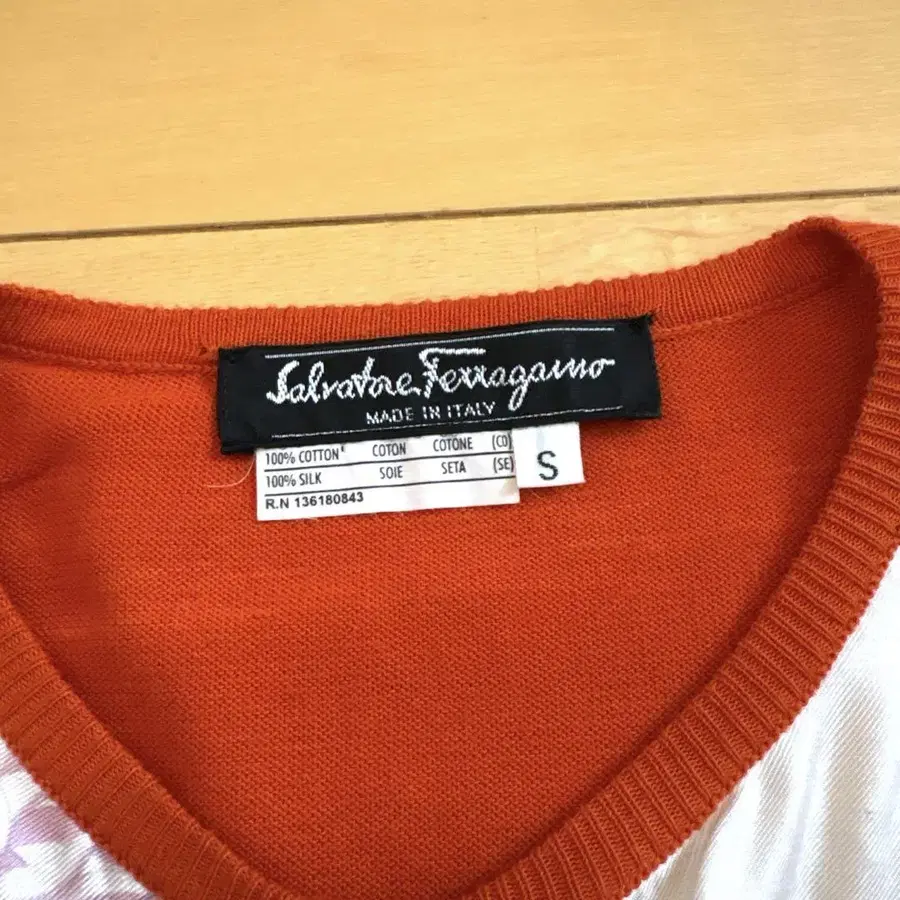 Salvatore Ferragamo
MADE IN ITALY
100% COTTON COTON COTONE (CO)
100% SILK SOIE SETA (SE)
R.N 136180843
S